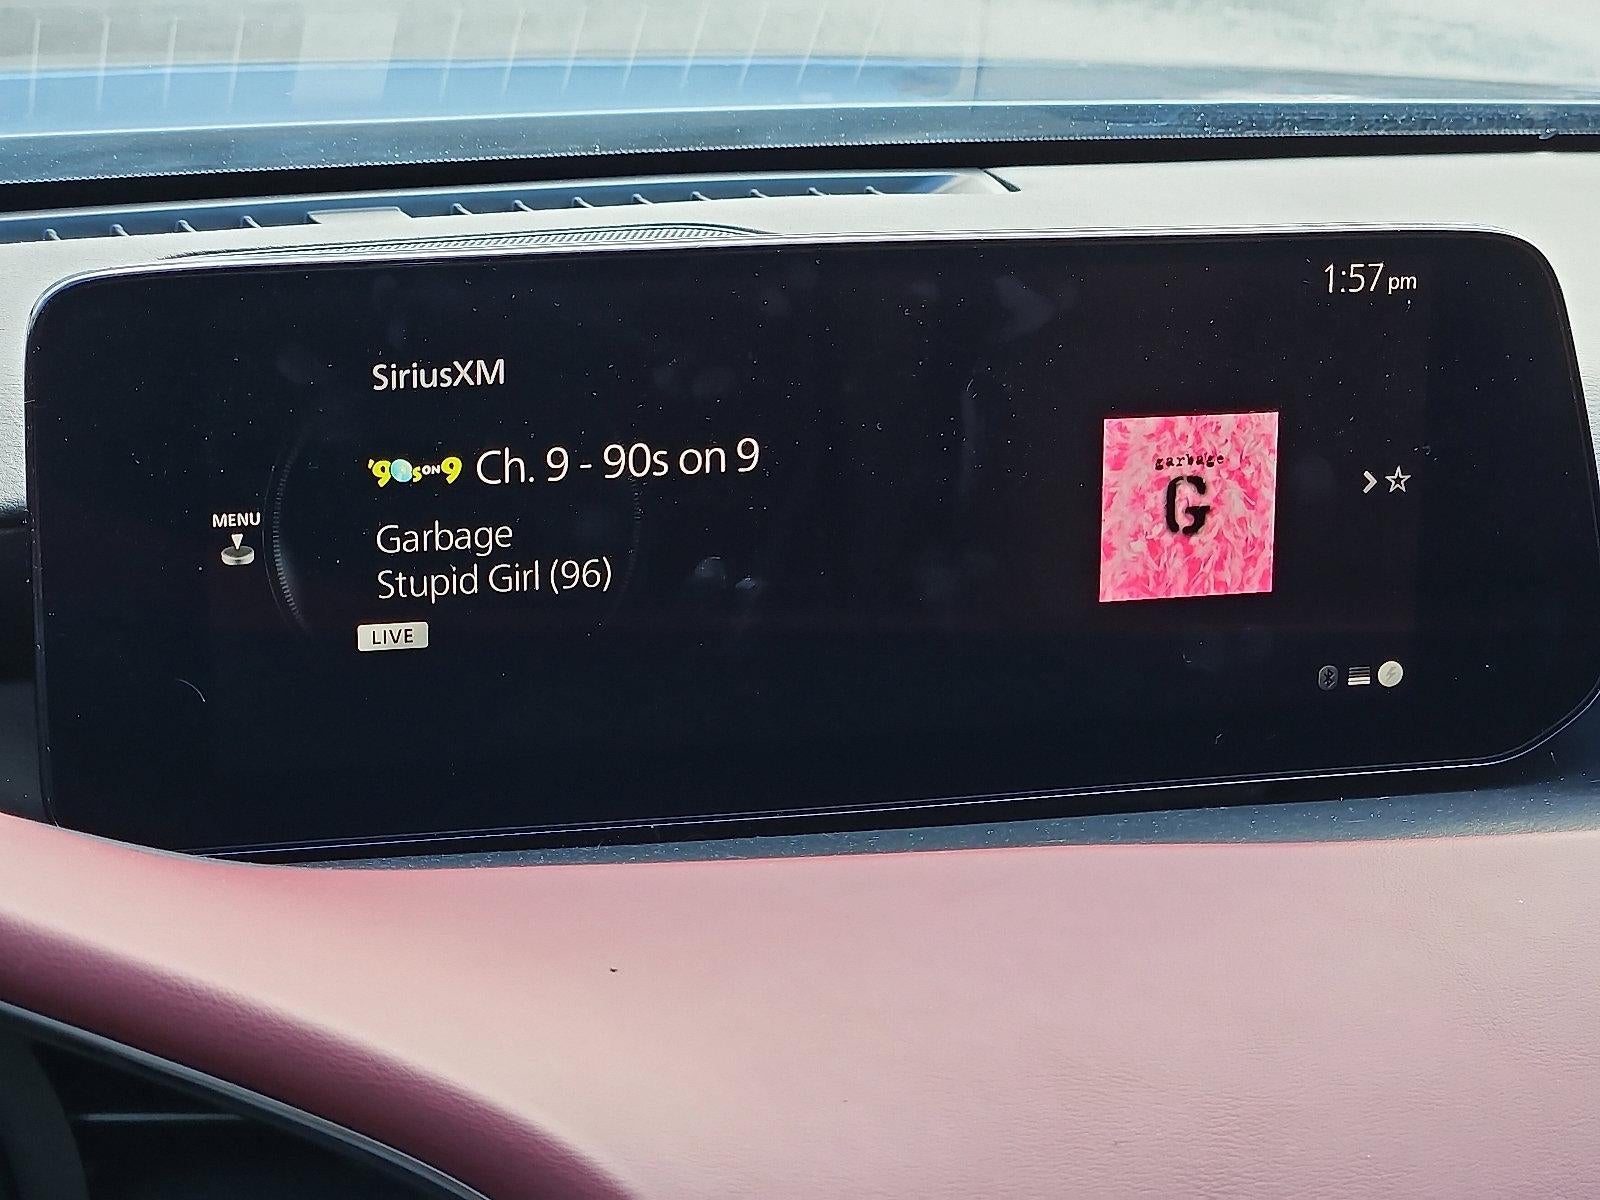 1:57 pm
SiriusXM
'90s ON 9 Ch. 9 - 90s on 9
garbage
G
MENU
Garbage
Stupid Girl (96)
LIVE